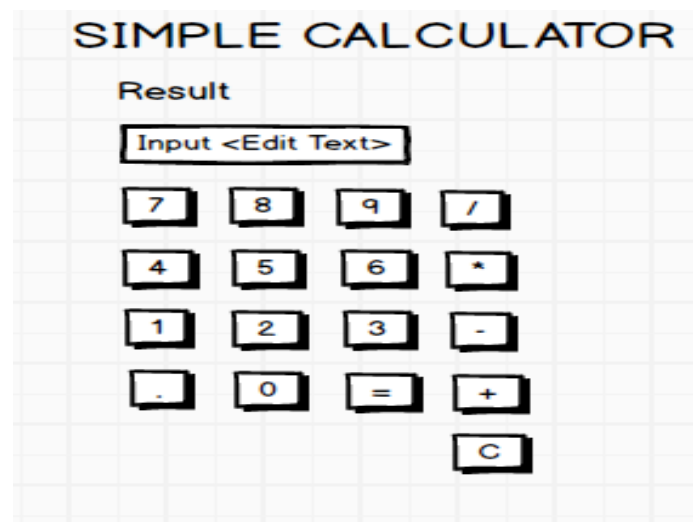 SIMPLE CALCULATOR
Result
Input <Edit Text>
7 8 9 /
4 5 6 *
1 2 3 -
. 0 = +
C